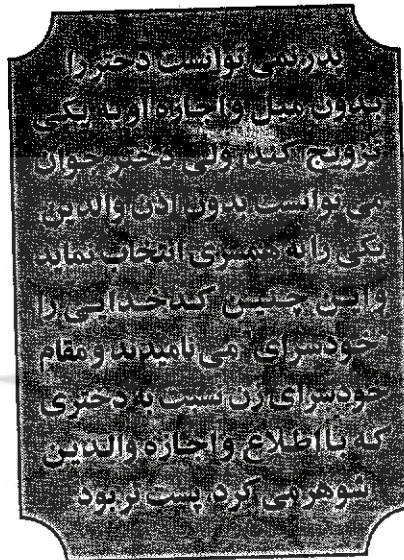 پدر نمی توانست دختر را
بدون میل و اجازه او به یکی
تزویج کند، ولی دختر جوان
می توانست بدون اذن والدین
یکی را به همسری انتخاب نماید
و این چنین کدخدایی را
خودسرای می نامیدند و مقام
خودسرای زن نسبت به دختری
که با اطلاع و اجازه والدین
شوهر می کرد، پست تر بود.